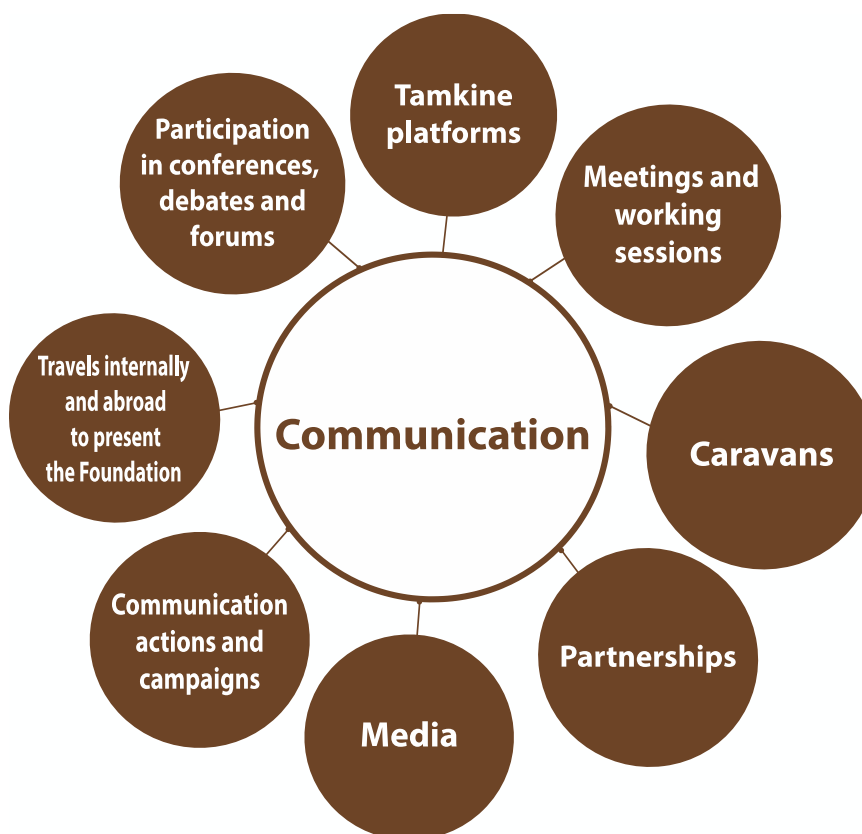 Tamkine
platforms
Meetings and
working
sessions
Caravans
Partnerships
Media
Communication
actions and
campaigns
Travels internally
and abroad
to present
the Foundation
Participation
in conferences,
debates and
forums
Communication